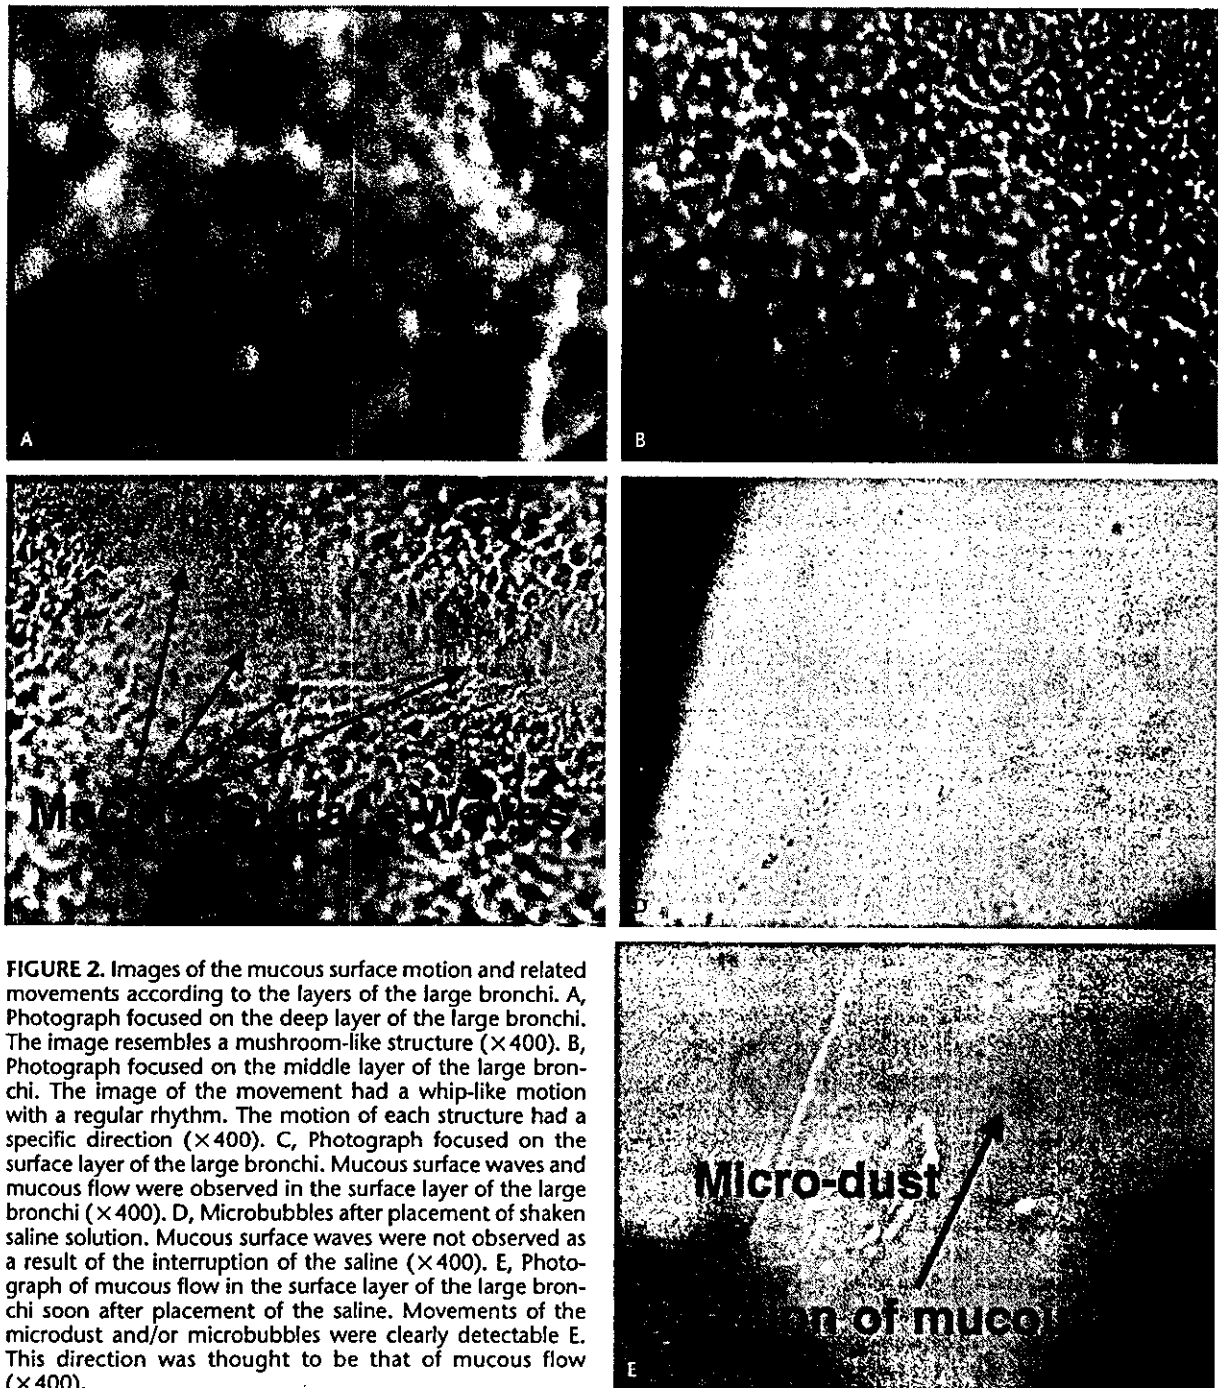 A
B
Waves
D
Micro-dust
of mucou
E
FIGURE 2. Images of the mucous surface motion and related
movements according to the layers of the large bronchi. A,
Photograph focused on the deep layer of the large bronchi.
The image resembles a mushroom-like structure (×400). B,
Photograph focused on the middle layer of the large bron-
chi. The image of the movement had a whip-like motion
with a regular rhythm. The motion of each structure had a
specific direction (×400). C, Photograph focused on the
surface layer of the large bronchi. Mucous surface waves and
mucous flow were observed in the surface layer of the large
bronchi (×400). D, Microbubbles after placement of shaken
saline solution. Mucous surface waves were not observed as
a result of the interruption of the saline (×400). E, Photo-
graph of mucous flow in the surface layer of the large bron-
chi soon after placement of the saline. Movements of the
microdust and/or microbubbles were clearly detectable E.
This direction was thought to be that of mucous flow
(×400).